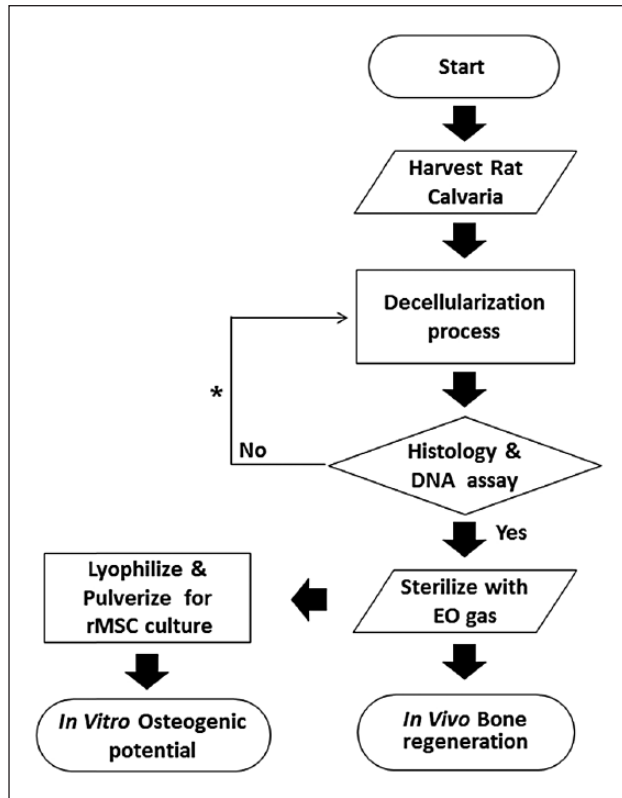 Start
Harvest Rat
Calvaria
Decellularization
process
*
No
Histology &
DNA assay
Yes
Lyophilize &
Pulverize for
rMSC culture
Sterilize with
EO gas
In Vitro Osteogenic
potential
In Vivo Bone
regeneration